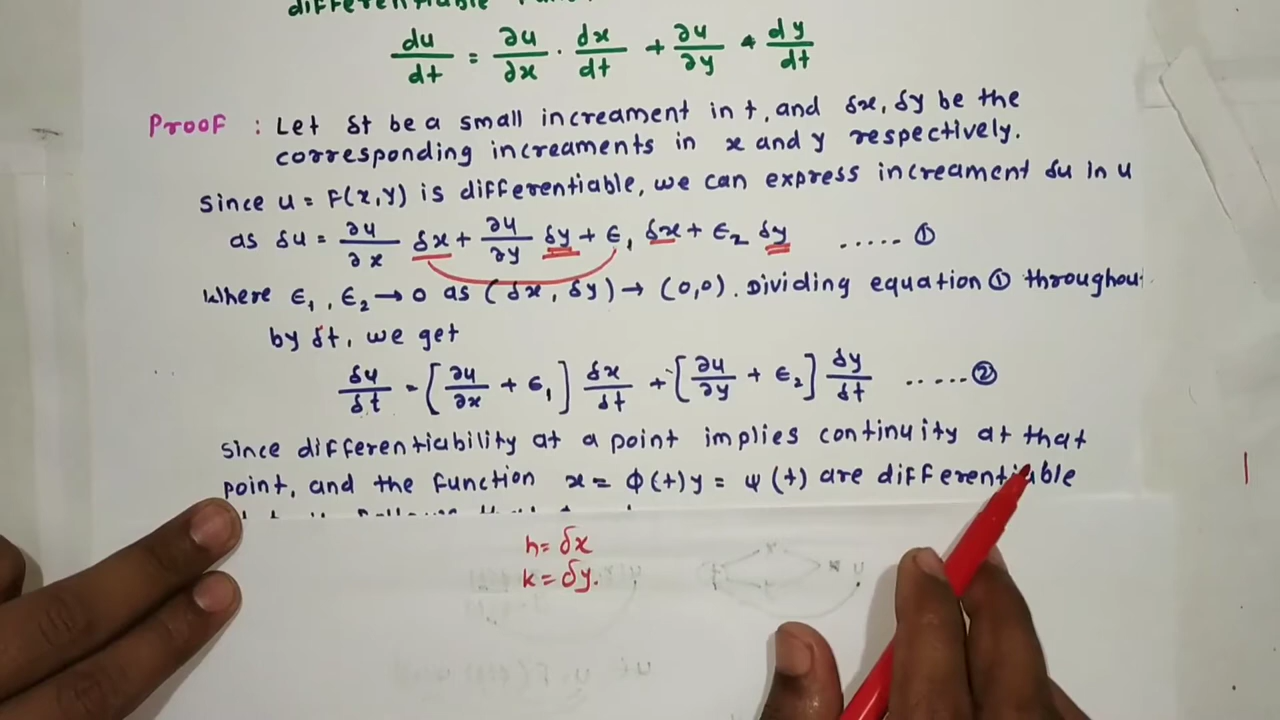 differentiable
du/dt = ∂u/∂x · dx/dt + ∂u/∂y · dy/dt
Proof : Let δt be a small increament in t, and δx, δy be the
corresponding increaments in x and y respectively.
Since u = F(x,y) is differentiable, we can express increament δu in u
as δu = ∂u/∂x δx + ∂u/∂y δy + ϵ₁ δx + ϵ₂ δy ..... ①
Where ϵ₁, ϵ₂ → 0 as (δx, δy) → (0,0). Dividing equation ① throughout
by δt, we get
δu/δt = [∂u/∂x + ϵ₁] δx/δt + [∂u/∂y + ϵ₂] δy/δt ..... ②
Since differentiability at a point implies continuity at that
point, and the function x = φ(t) y = ψ(t) are differentiable
h = δx
k = δy.